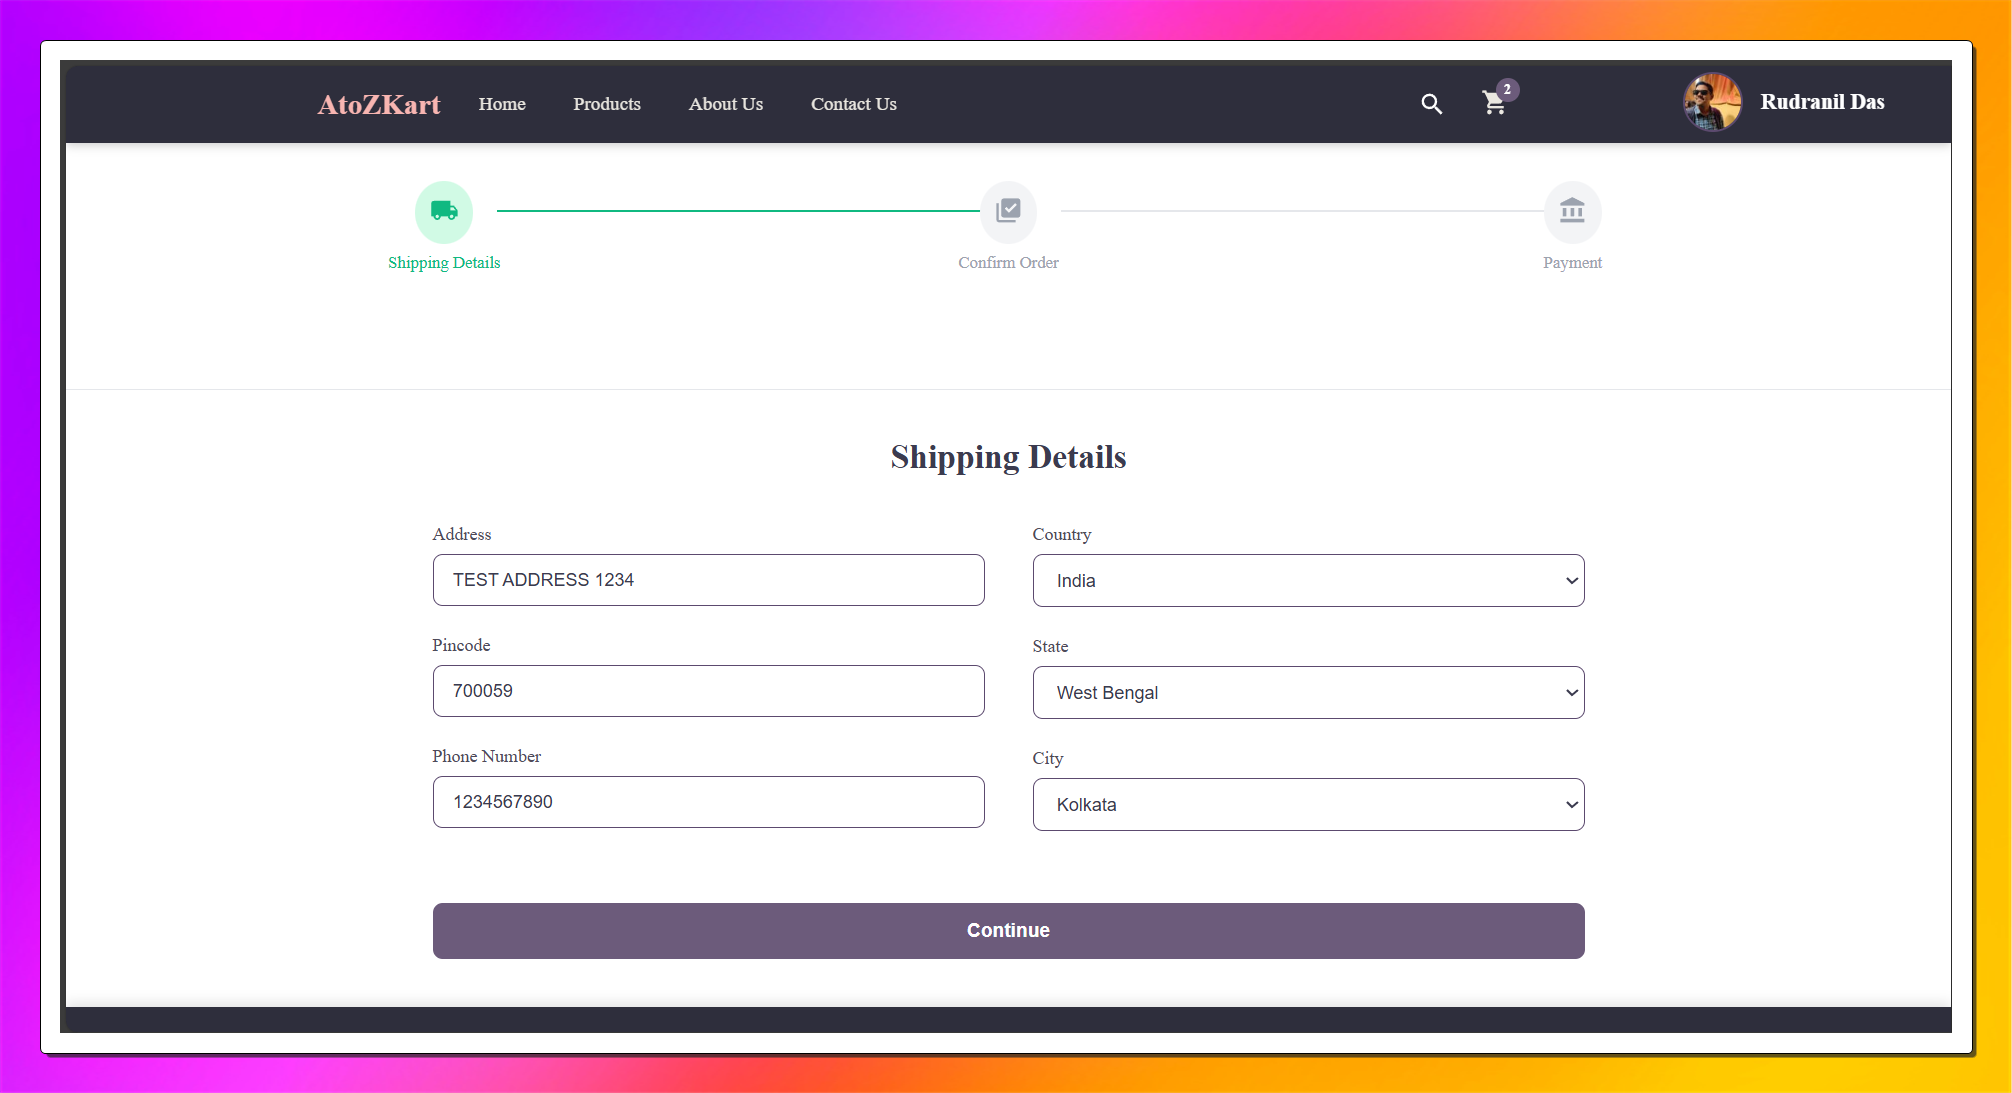 AtoZKart Home Products About Us Contact Us 2 Rudranil Das
Shipping Details Confirm Order Payment
Shipping Details
Address Country
TEST ADDRESS 1234 India
Pincode State
700059 West Bengal
Phone Number City
1234567890 Kolkata
Continue